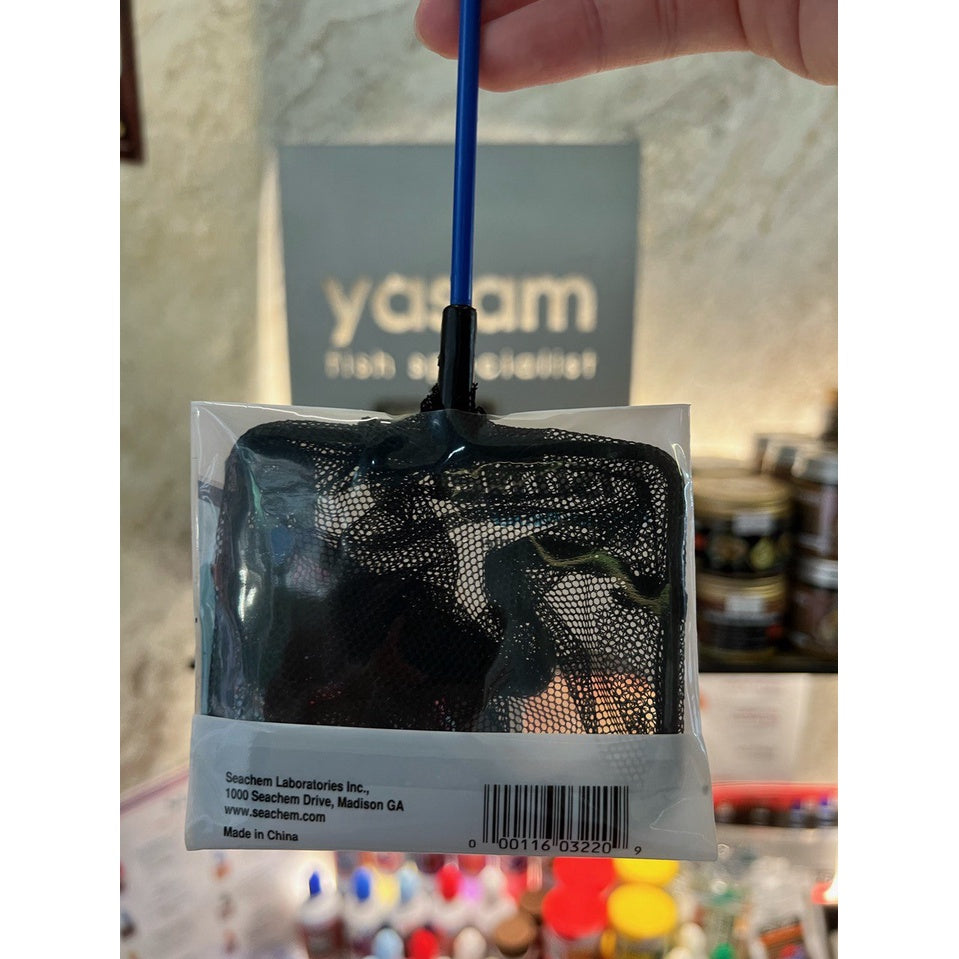 yasam
fish specialist
Seachem Laboratories Inc.,
1000 Seachem Drive, Madison GA
www.seachem.com
Made in China
0 00116 03220 9